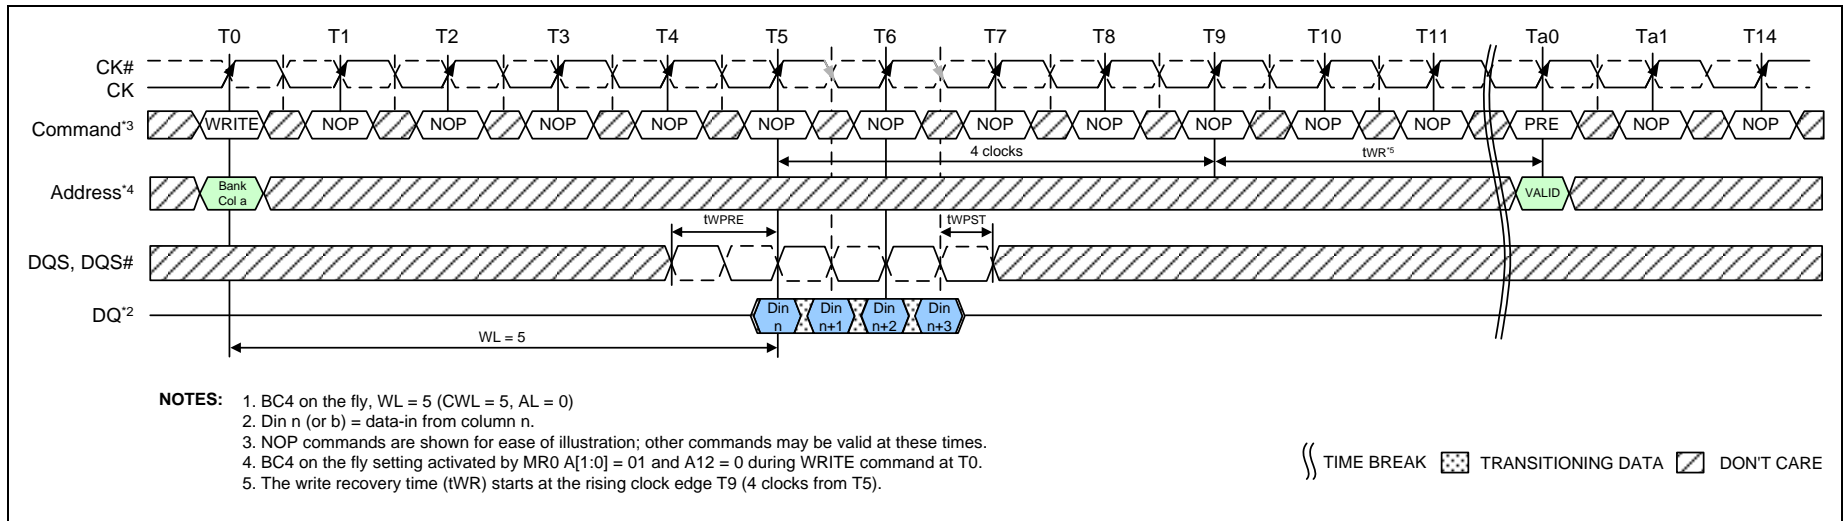 T0 T1 T2 T3 T4 T5 T6 T7 T8 T9 T10 T11 Ta0 Ta1 T14
CK#
CK
Command*3 WRITE NOP NOP NOP NOP NOP NOP NOP NOP NOP NOP NOP PRE NOP NOP
4 clocks tWR*5
Address*4 Bank Col a VALID
tWPRE tWPST
DQS, DQS#
DQ*2 Din n Din n+1 Din n+2 Din n+3
WL = 5
NOTES: 1. BC4 on the fly, WL = 5 (CWL = 5, AL = 0)
2. Din n (or b) = data-in from column n.
3. NOP commands are shown for ease of illustration; other commands may be valid at these times.
4. BC4 on the fly setting activated by MR0 A[1:0] = 01 and A12 = 0 during WRITE command at T0.
5. The write recovery time (tWR) starts at the rising clock edge T9 (4 clocks from T5).
TIME BREAK TRANSITIONING DATA DON'T CARE